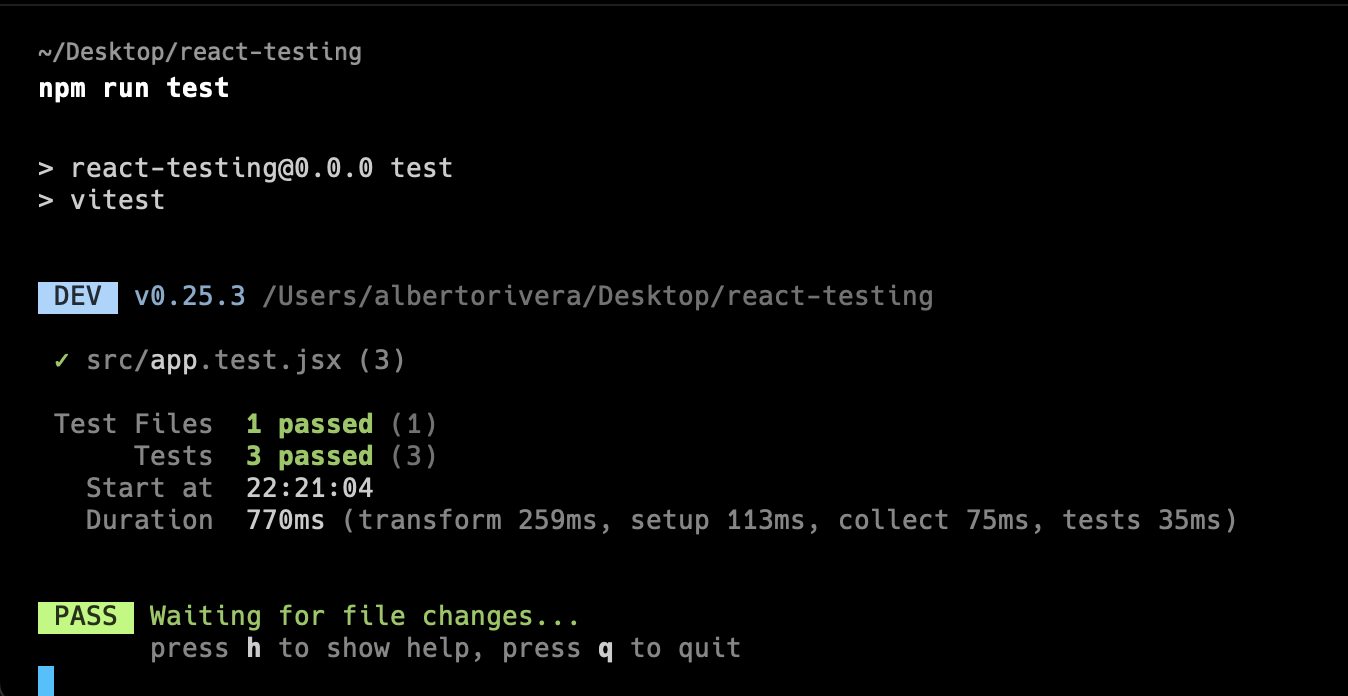 ~/Desktop/react-testing
npm run test
> react-testing@0.0.0 test
> vitest
DEV v0.25.3 /Users/albertorivera/Desktop/react-testing
✓ src/app.test.jsx (3)
Test Files 1 passed (1)
Tests 3 passed (3)
Start at 22:21:04
Duration 770ms (transform 259ms, setup 113ms, collect 75ms, tests 35ms)
PASS Waiting for file changes...
press h to show help, press q to quit